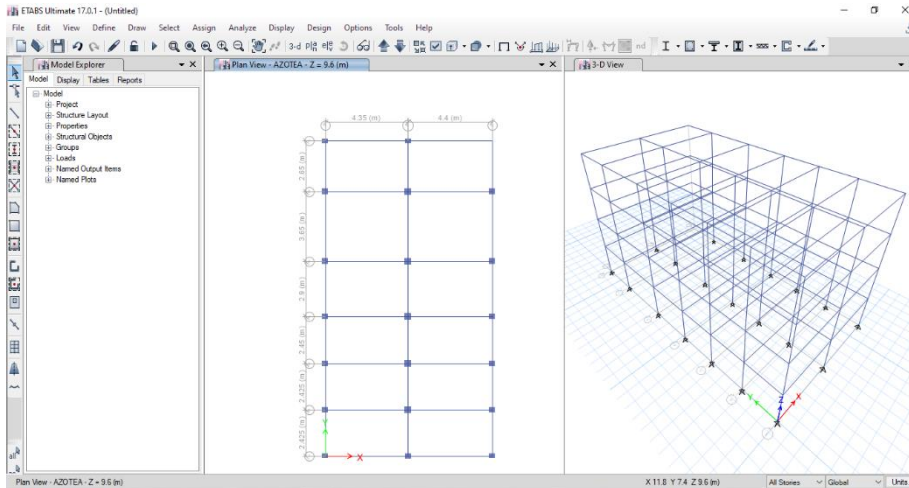 ETABS Ultimate 17.0.1 - (Untitled)
File Edit View Define Draw Select Assign Analyze Display Design Options Tools Help
3-d
nd
Model Explorer
Model Display Tables Reports
Model
Project
Structure Layout
Properties
Structural Objects
Groups
Loads
Named Output Items
Named Plots
Plan View - AZOTEA - Z = 9.6 (m)
4.35 (m) 4.4 (m)
2.85 (m)
3.65 (m)
2.9 (m)
2.45 (m)
2.425 (m)
2.425 (m)
Y
X
3-D View
Y Z X
all
Plan View - AZOTEA - Z = 9.6 (m)
X 11.8 Y 7.4 Z 9.6 (m)
All Stories
Global
Units